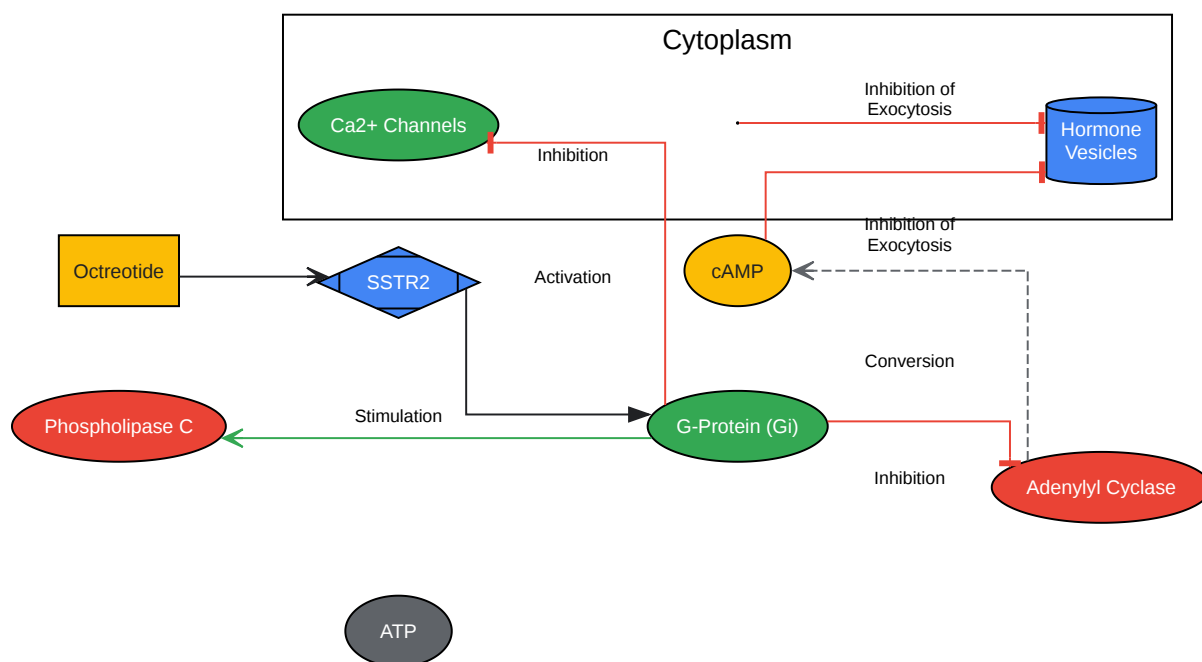 Cytoplasm
Inhibition of
Exocytosis
Ca2+ Channels
Hormone
Vesicles
Inhibition
Inhibition of
Exocytosis
Octreotide
SSTR2
Activation
cAMP
Conversion
Stimulation
Phospholipase C
G-Protein (Gi)
Inhibition
Adenylyl Cyclase
ATP